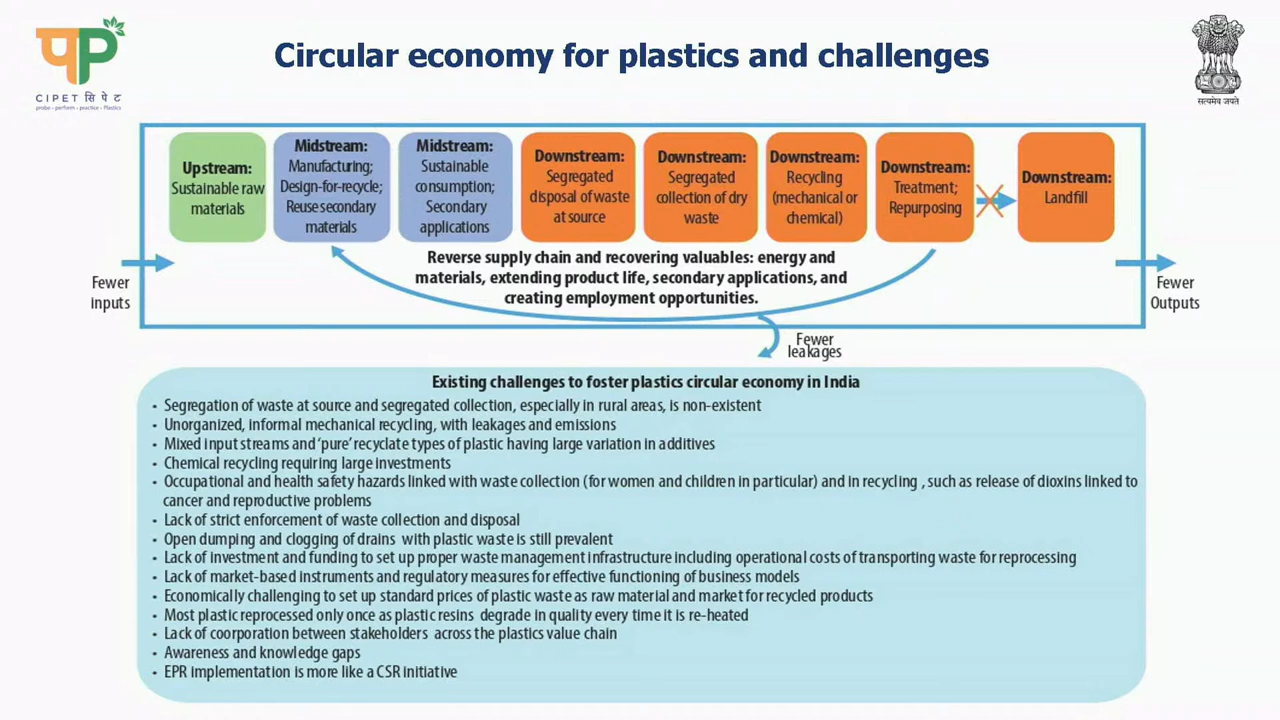 Circular economy for plastics and challenges
पP
CIPET सिपेट
probe - perform - practice - Plastics
सत्यमेव जयते
Upstream:
Sustainable raw
materials
Midstream:
Manufacturing;
Design-for-recycle;
Reuse secondary
materials
Midstream:
Sustainable
consumption;
Secondary
applications
Downstream:
Segregated
disposal of waste
at source
Downstream:
Segregated
collection of dry
waste
Downstream:
Recycling
(mechanical or
chemical)
Downstream:
Treatment;
Repurposing
Downstream:
Landfill
Reverse supply chain and recovering valuables: energy and
materials, extending product life, secondary applications, and
creating employment opportunities.
Fewer
inputs
Fewer
Outputs
Fewer
leakages
Existing challenges to foster plastics circular economy in India
• Segregation of waste at source and segregated collection, especially in rural areas, is non-existent
• Unorganized, informal mechanical recycling, with leakages and emissions
• Mixed input streams and 'pure' recyclate types of plastic having large variation in additives
• Chemical recycling requiring large investments
• Occupational and health safety hazards linked with waste collection (for women and children in particular) and in recycling , such as release of dioxins linked to
cancer and reproductive problems
• Lack of strict enforcement of waste collection and disposal
• Open dumping and clogging of drains with plastic waste is still prevalent
• Lack of investment and funding to set up proper waste management infrastructure including operational costs of transporting waste for reprocessing
• Lack of market-based instruments and regulatory measures for effective functioning of business models
• Economically challenging to set up standard prices of plastic waste as raw material and market for recycled products
• Most plastic reprocessed only once as plastic resins degrade in quality every time it is re-heated
• Lack of coorporation between stakeholders across the plastics value chain
• Awareness and knowledge gaps
• EPR implementation is more like a CSR initiative